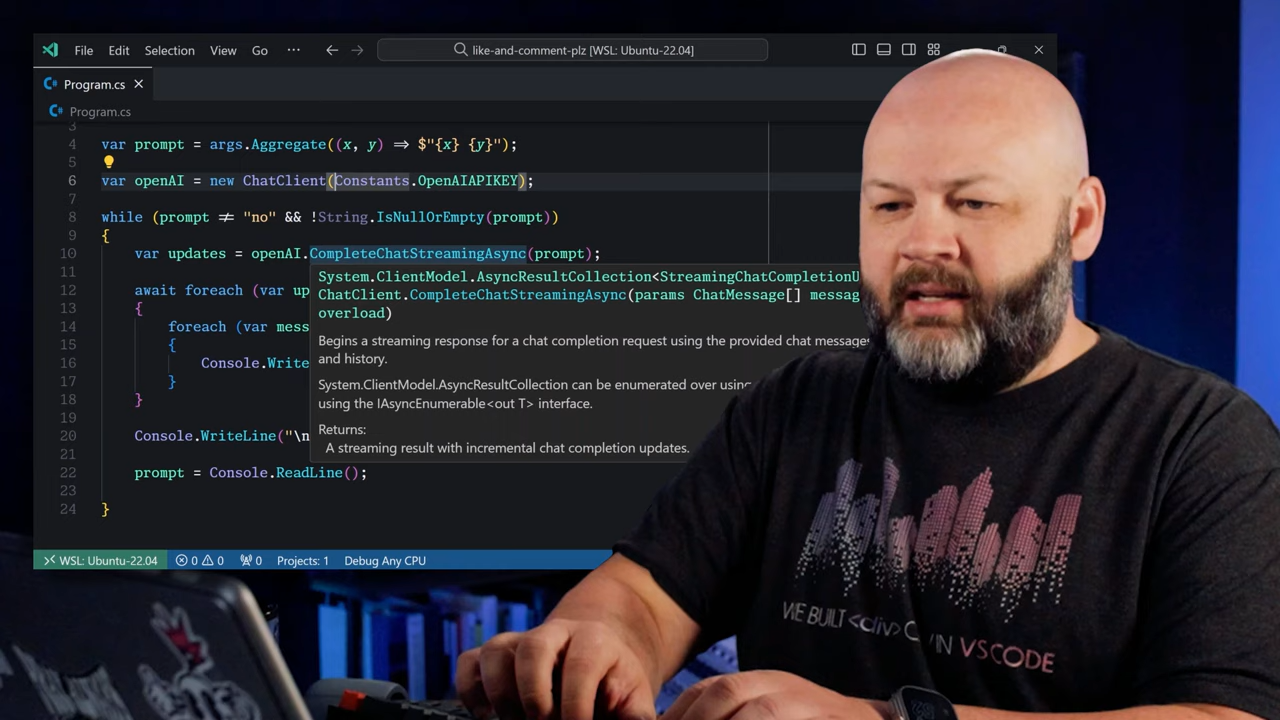 File Edit Selection View Go ··· like-and-comment-plz [WSL: Ubuntu-22.04]
Program.cs
Program.cs
3
4 var prompt = args.Aggregate((x, y) => $"{x} {y}");
5
6 var openAI = new ChatClient(Constants.OpenAIAPIKEY);
7
8 while (prompt ≠ "no" && !String.IsNullOrEmpty(prompt))
9 {
10 var updates = openAI.CompleteChatStreamingAsync(prompt);
System.ClientModel.AsyncResultCollection<StreamingChatCompletionU
11
ChatClient.CompleteChatStreamingAsync(params ChatMessage[] messag
12 await foreach (var up
overload)
13 {
14 foreach (var mess
Begins a streaming response for a chat completion request using the provided chat messages
15 {
and history.
16 Console.Write
17 }
System.ClientModel.AsyncResultCollection can be enumerated over using
18 }
using the IAsyncEnumerable<out T> interface.
19
Returns:
20 Console.WriteLine("\n
A streaming result with incremental chat completion updates.
21
22 prompt = Console.ReadLine();
23
24 }
WSL: Ubuntu-22.04 0 0 0 Projects: 1 Debug Any CPU
WE BUILT <div> C IN VS CODE